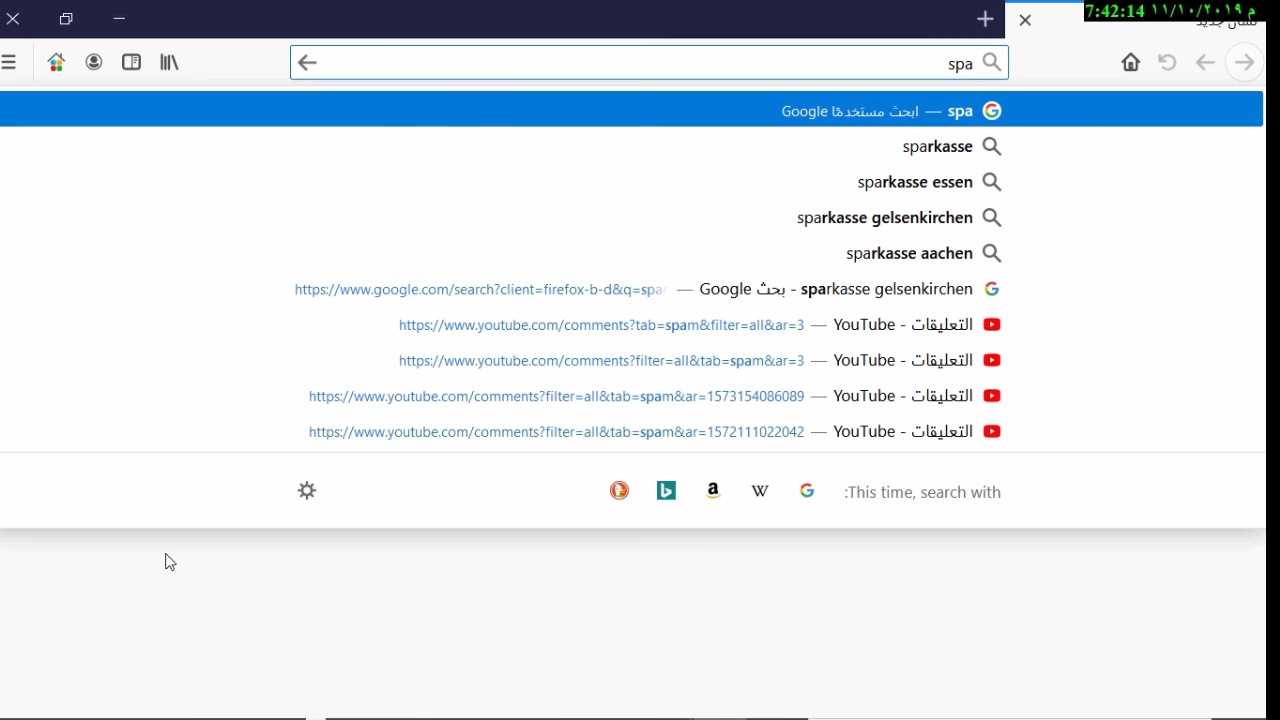 7:42:14 م ١١/١٠/٢٠١٩
لسان جديد
spa
spa — ابحث مستخدمًا Google
sparkasse
sparkasse essen
sparkasse gelsenkirchen
sparkasse aachen
sparkasse gelsenkirchen - بحث Google — https://www.google.com/search?client=firefox-b-d&q=spar
التعليقات - YouTube — https://www.youtube.com/comments?tab=spam&filter=all&ar=3
التعليقات - YouTube — https://www.youtube.com/comments?filter=all&tab=spam&ar=3
التعليقات - YouTube — https://www.youtube.com/comments?filter=all&tab=spam&ar=1573154086089
التعليقات - YouTube — https://www.youtube.com/comments?filter=all&tab=spam&ar=1572111022042
This time, search with: